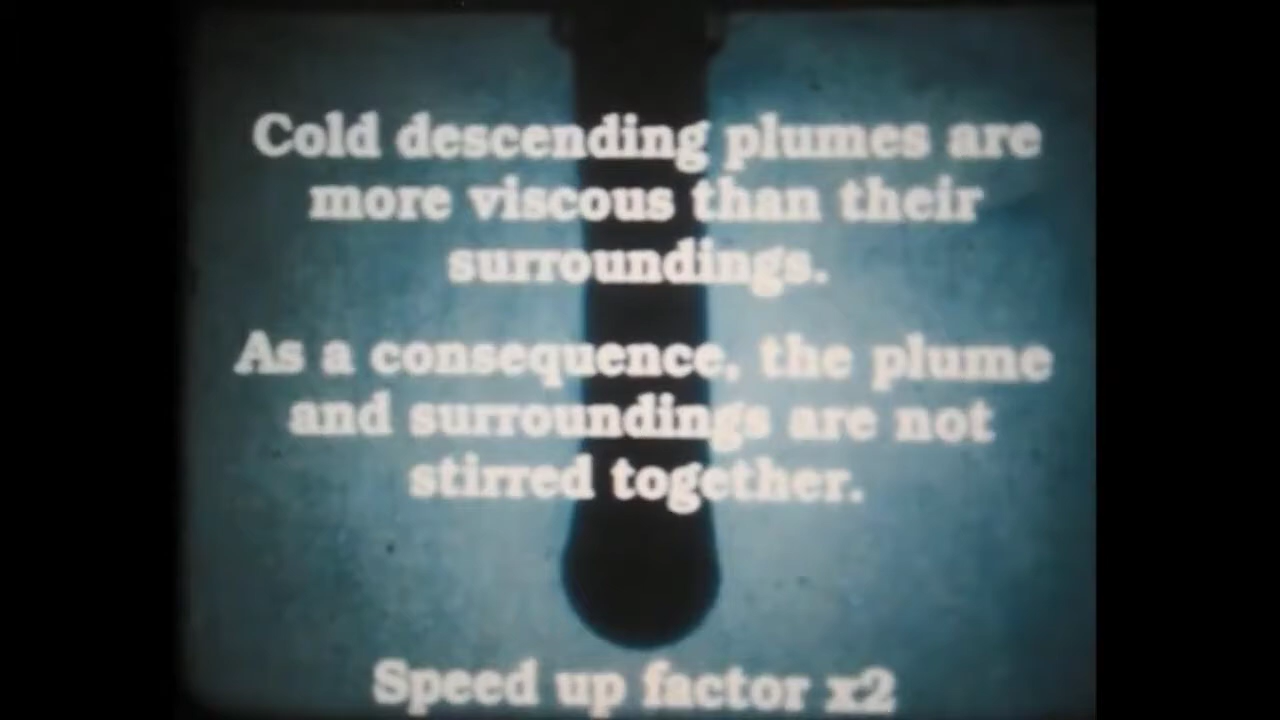 Cold descending plumes are
more viscous than their
surroundings.
As a consequence, the plume
and surroundings are not
stirred together.
Speed up factor x2